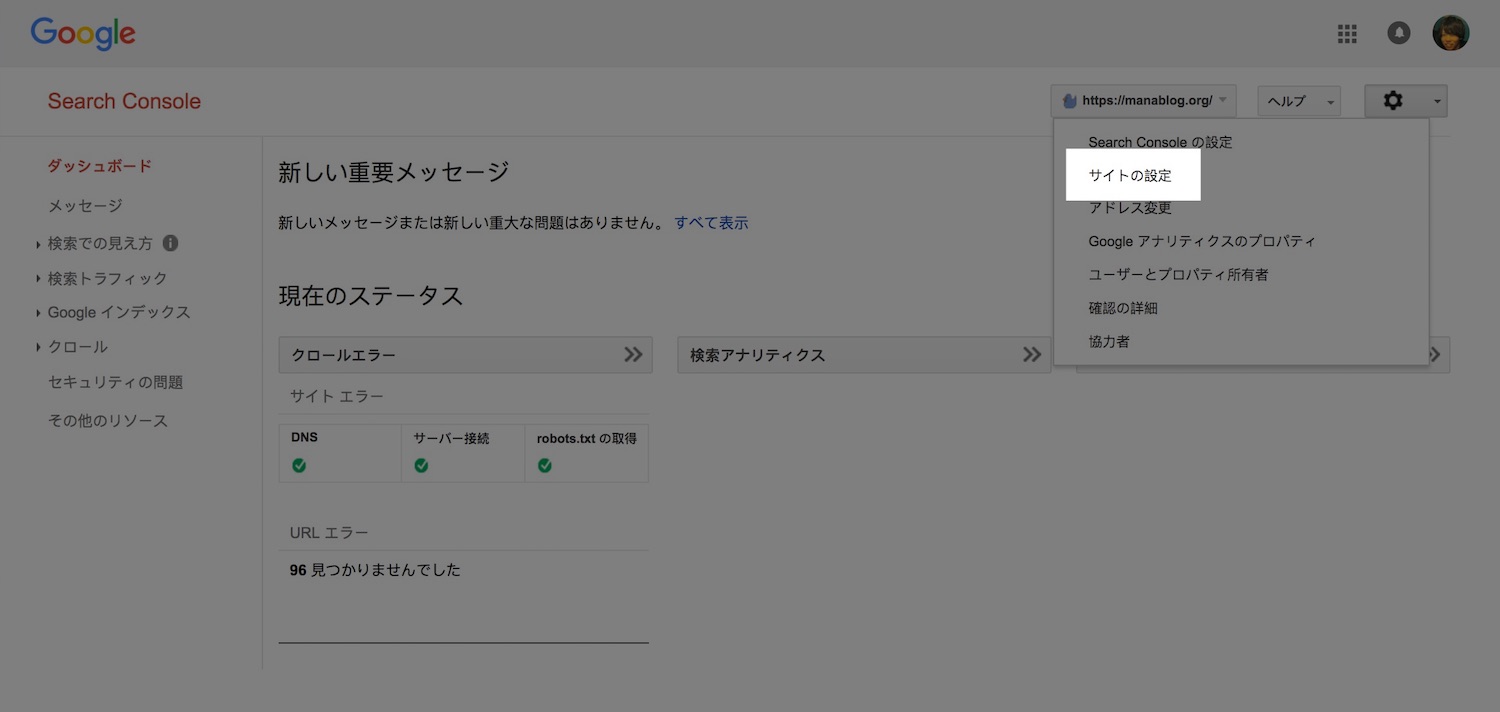 Google
Search Console
https://manablog.org/
ヘルプ
Search Console の設定
サイトの設定
アドレス変更
Google アナリティクスのプロパティ
ユーザーとプロパティ所有者
確認の詳細
協力者
ダッシュボード
メッセージ
検索での見え方
検索トラフィック
Google インデックス
クロール
セキュリティの問題
その他のリソース
新しい重要メッセージ
新しいメッセージまたは新しい重大な問題はありません。 すべて表示
現在のステータス
クロールエラー
検索アナリティクス
サイト エラー
DNS
サーバー接続
robots.txt の取得
URL エラー
96 見つかりませんでした